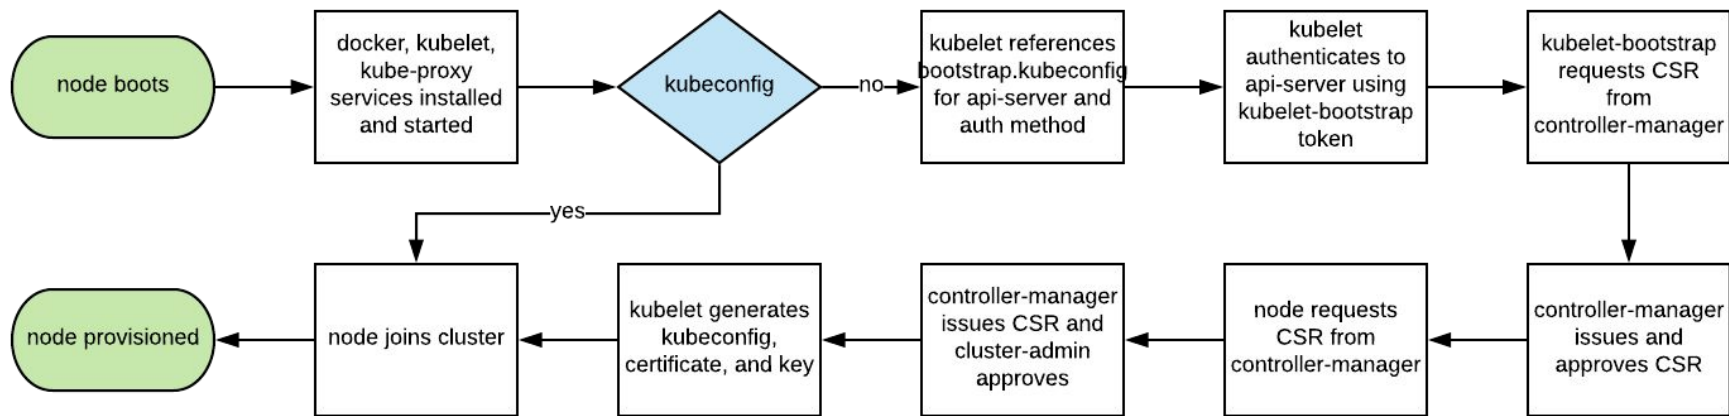 node boots
docker, kubelet,
kube-proxy
services installed
and started
kubeconfig
no
kubelet references
bootstrap.kubeconfig
for api-server and
auth method
kubelet
authenticates to
api-server using
kubelet-bootstrap
token
kubelet-bootstrap
requests CSR
from
controller-manager
yes
node provisioned
node joins cluster
kubelet generates
kubeconfig,
certificate, and key
controller-manager
issues CSR and
cluster-admin
approves
node requests
CSR from
controller-manager
controller-manager
issues and
approves CSR